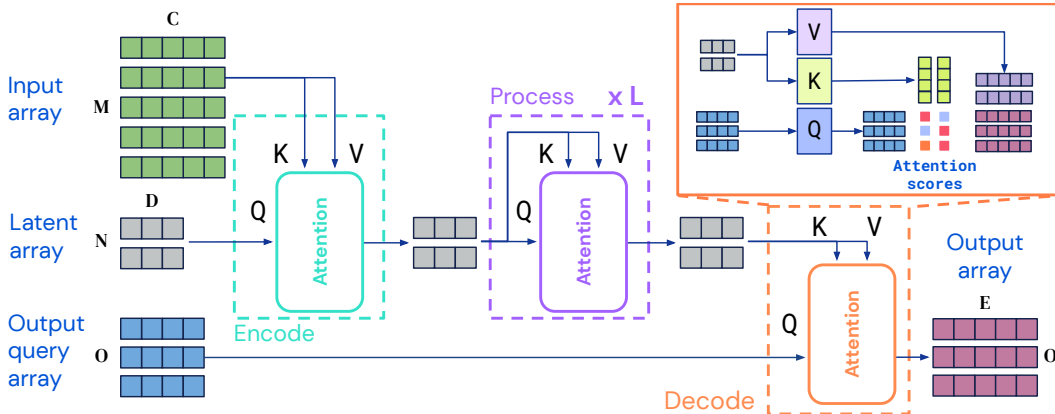 C
Input
array
M
D
Latent
array
N
Output
query
array
O
K
V
Q
Attention
Encode
Process
x L
K
V
Q
Attention
V
K
Q
Attention
scores
K
V
Q
Attention
Decode
Output
array
E
O